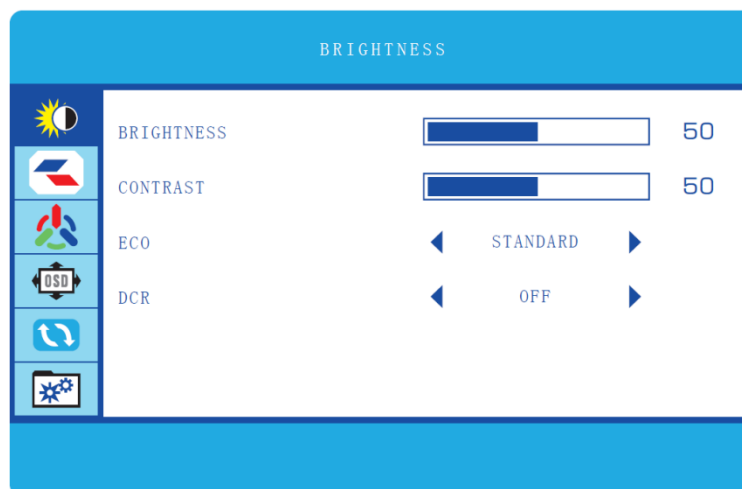 BRIGHTNESS
BRIGHTNESS 50
CONTRAST 50
ECO STANDARD
OSD
DCR OFF